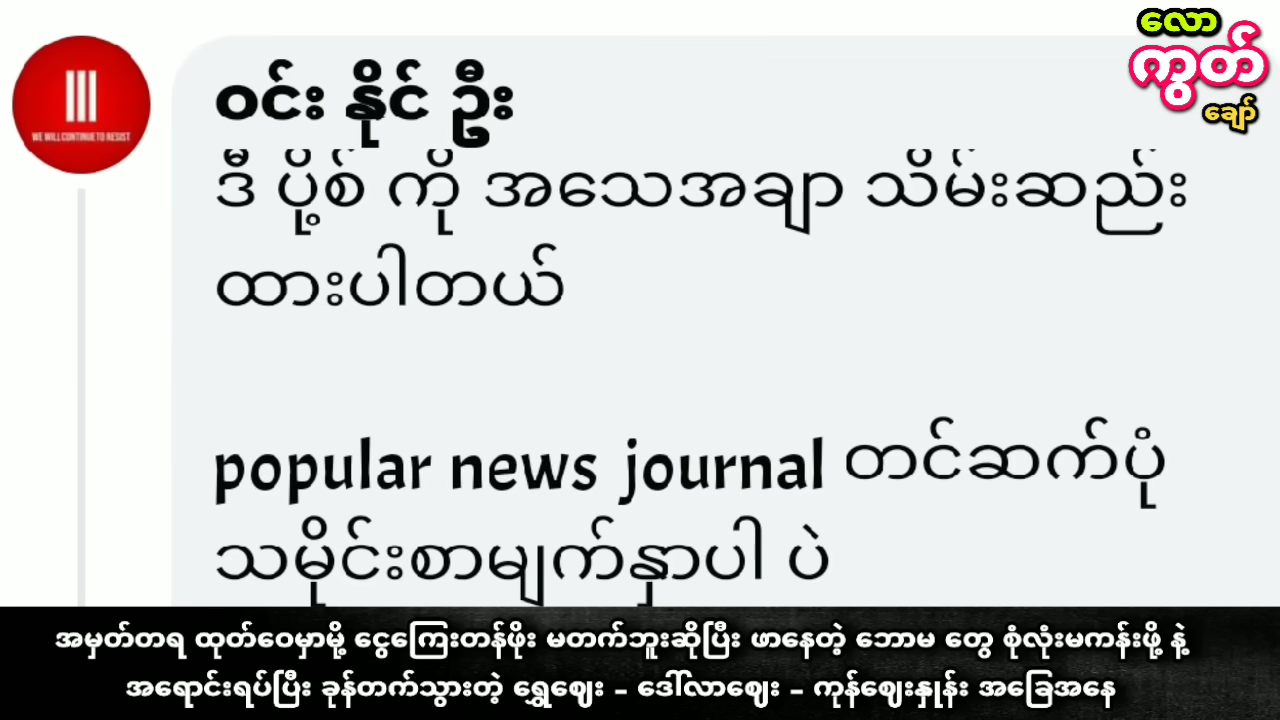 လော
ကွတ်
ချော်
WE WILL CONTINUE TO RESIST
ဝင်း နိုင် ဦး
ဒီ ပို့စ် ကို အသေအချာ သိမ်းဆည်း
ထားပါတယ်
popular news journal တင်ဆက်ပုံ
သမိုင်းစာမျက်နှာပါ ပဲ
အမှတ်တရ ထုတ်ဝေမှာမို့ ငွေကြေးတန်ဖိုး မတက်ဘူးဆိုပြီး ဖာနေတဲ့ ဘောမ တွေ စုံလုံးမကန်းဖို့ နဲ့
အရောင်းရပ်ပြီး ခုန်တက်သွားတဲ့ ရွှေဈေး - ဒေါ်လာဈေး - ကုန်ဈေးနှုန်း အခြေအနေ